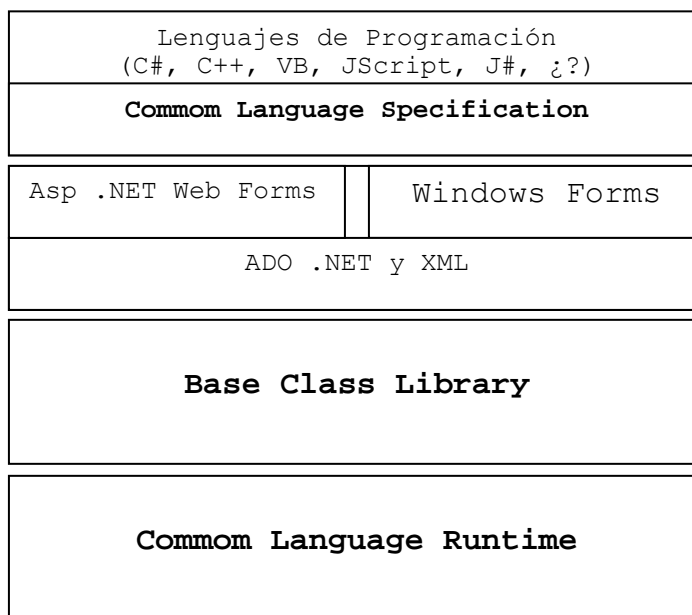 Lenguajes de Programación
(C#, C++, VB, JScript, J#, ¿?)
Commom Language Specification
Asp .NET Web Forms
Windows Forms
ADO .NET y XML
Base Class Library
Commom Language Runtime